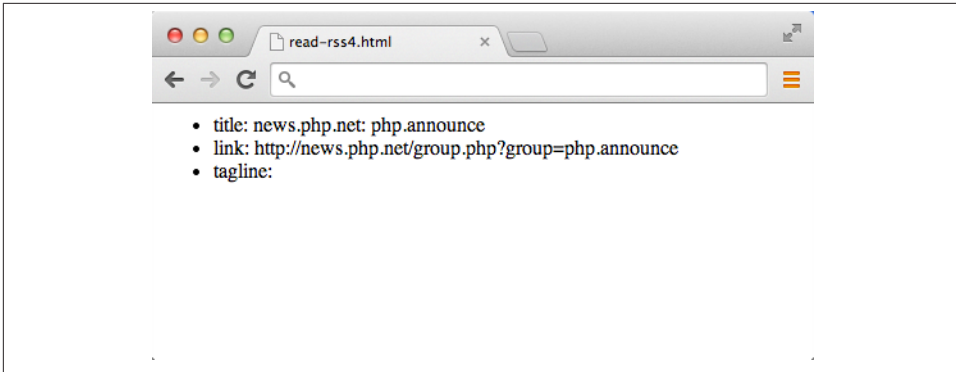 read-rss4.html
• title: news.php.net: php.announce
• link: http://news.php.net/group.php?group=php.announce
• tagline: